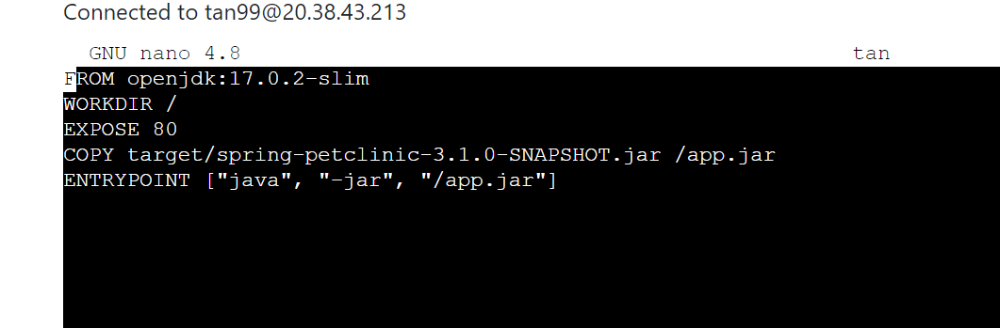 Connected to tan99@20.38.43.213
GNU nano 4.8 tan
FROM openjdk:17.0.2-slim
WORKDIR /
EXPOSE 80
COPY target/spring-petclinic-3.1.0-SNAPSHOT.jar /app.jar
ENTRYPOINT ["java", "-jar", "/app.jar"]